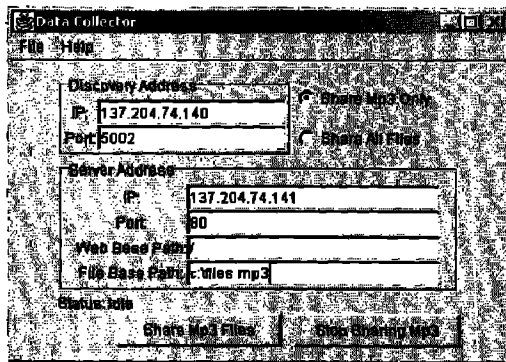 Data Collector
File Help
Discovery Address
IP: 137.204.74.140
Port: 5002
Share Mp3 Only
Share All Files
Server Address
IP: 137.204.74.141
Port: 80
Web Base Path: /
File Base Path: c:\files mp3
Status: Idle
Share Mp3 Files Stop Sharing Mp3